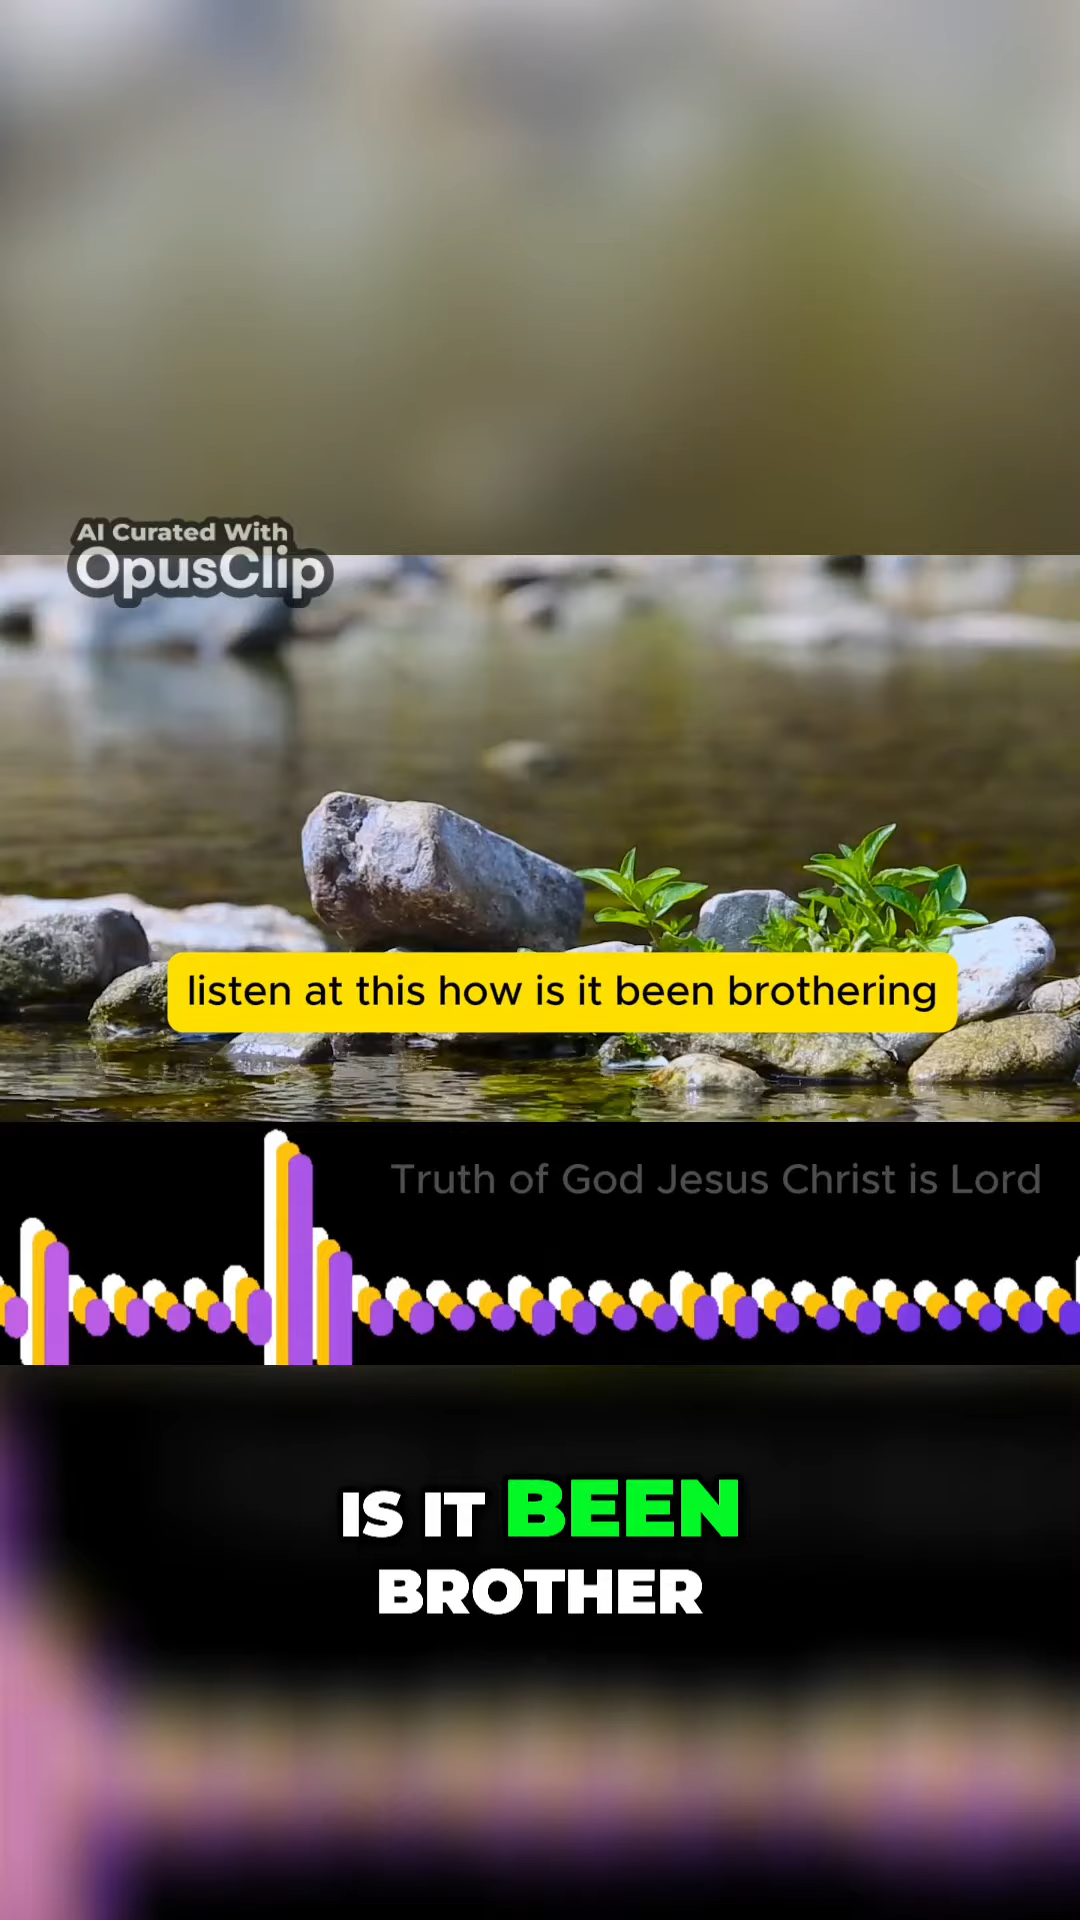 AI Curated With
OpusClip
listen at this how is it been brothering
Truth of God Jesus Christ is Lord
IS IT BEEN
BROTHER